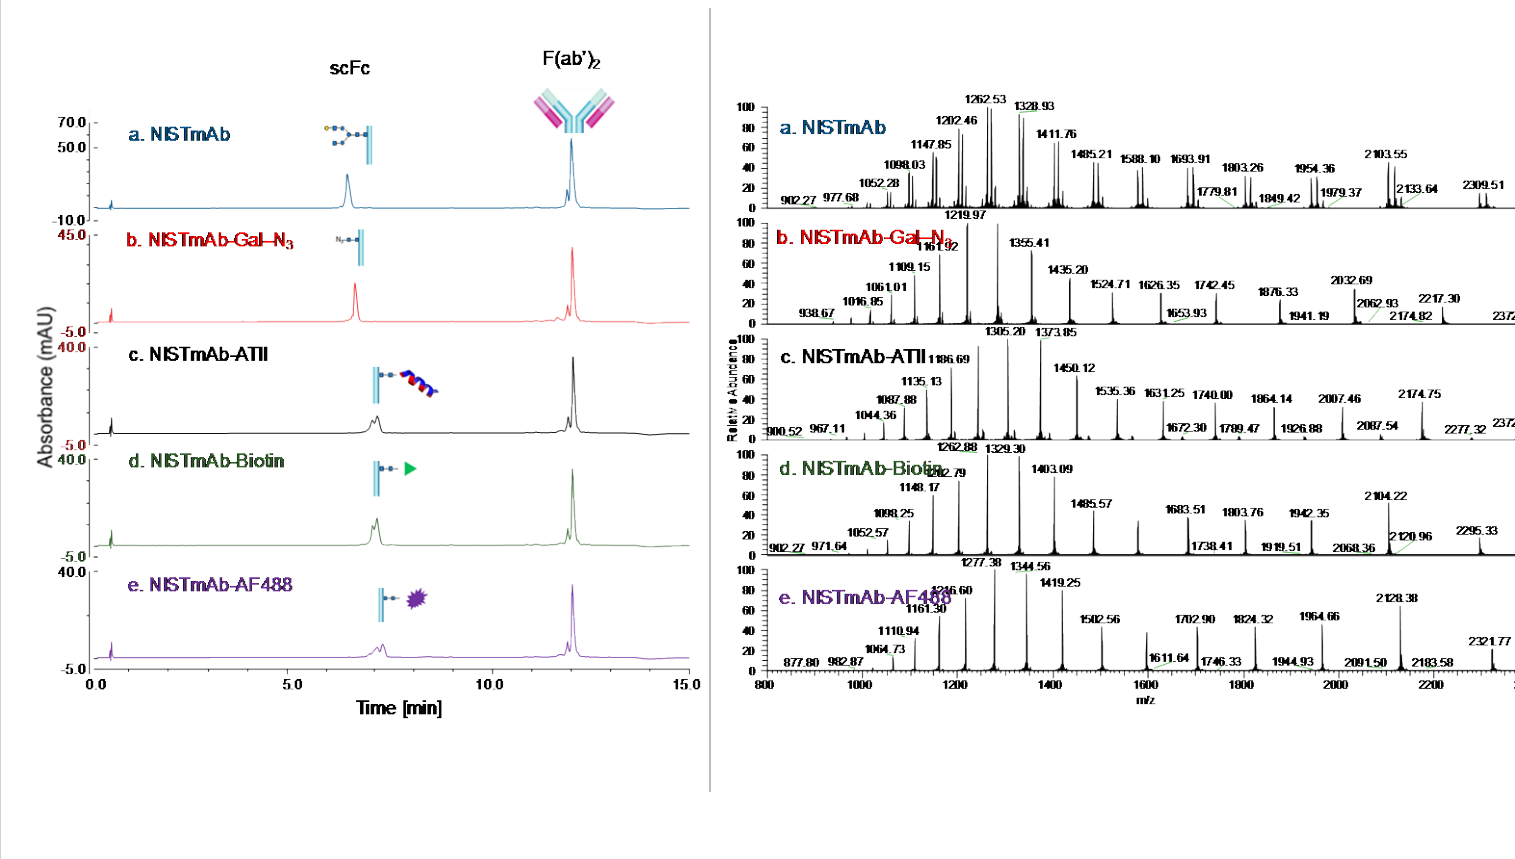 scFc
F(ab')2
70.0
50.0
-10.0
a. NISTmAb
45.0
-5.0
b. NISTmAb-Gal-N3
N3
40.0
-5.0
c. NISTmAb-ATII
40.0
-5.0
d. NISTmAb-Biotin
40.0
-5.0
e. NISTmAb-AF488
Absorbance (mAU)
0.0 5.0 10.0 15.0
Time [min]
a. NISTmAb
100
80
60
40
20
0
902.27 977.68 1052.28 1098.03 1147.85 1202.46 1262.53 1328.93 1411.76 1485.21 1588.10 1693.91 1779.81 1803.26 1849.42 1954.36 1979.37 2103.55 2133.64 2309.51
b. NISTmAb-Gal-N3
100
80
60
40
20
0
938.67 1016.85 1061.01 1109.15 1161.92 1219.97 1355.41 1435.20 1524.71 1626.35 1653.93 1742.45 1876.33 1941.19 2032.69 2062.93 2174.82 2217.30 2372
c. NISTmAb-ATII
100
80
60
40
20
0
900.52 967.11 1044.36 1087.88 1135.13 1186.69 1305.20 1373.85 1450.12 1535.36 1631.25 1672.30 1740.00 1789.47 1864.14 1926.88 2007.46 2087.54 2174.75 2277.32 2372
Relative Abundance
d. NISTmAb-Biotin
100
80
60
40
20
0
902.27 971.64 1052.57 1098.25 1148.17 1202.79 1262.88 1329.30 1403.09 1485.57 1683.51 1738.41 1803.76 1919.51 1942.35 2068.36 2104.22 2120.96 2295.33
e. NISTmAb-AF488
100
80
60
40
20
0
877.80 982.87 1064.73 1110.94 1161.30 1216.60 1277.38 1344.56 1419.25 1502.56 1611.64 1702.90 1746.33 1824.32 1944.93 1964.66 2091.50 2128.38 2183.58 2321.77
800 1000 1200 1400 1600 1800 2000 2200
m/z